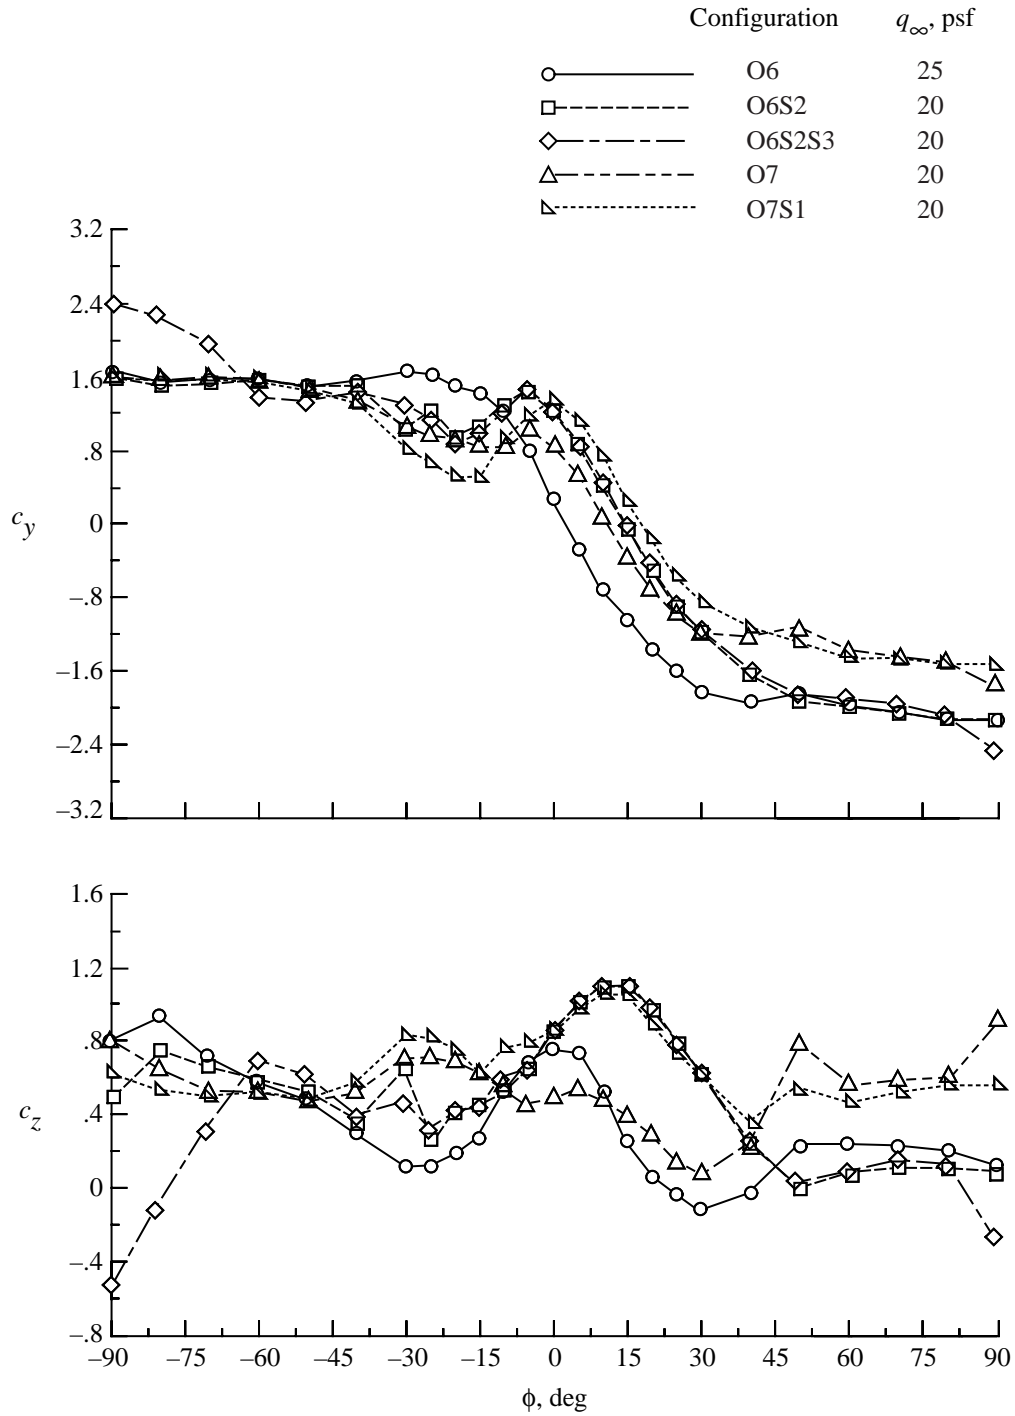 Configuration q∞, psf
O6 25
O6S2 20
O6S2S3 20
O7 20
O7S1 20
3.2
2.4
1.6
.8
0
–.8
–1.6
–2.4
–3.2
cy
1.6
1.2
.8
.4
0
–.4
–.8
cz
–90 –75 –60 –45 –30 –15 0 15 30 45 60 75 90
ϕ, deg